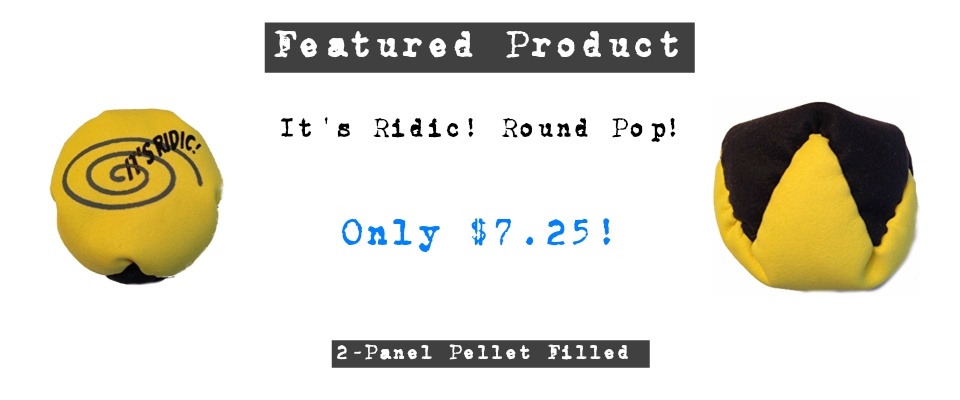 Featured Product
It's Ridic! Round Pop!
IT'S RIDIC!
Only $7.25!
2-Panel Pellet Filled